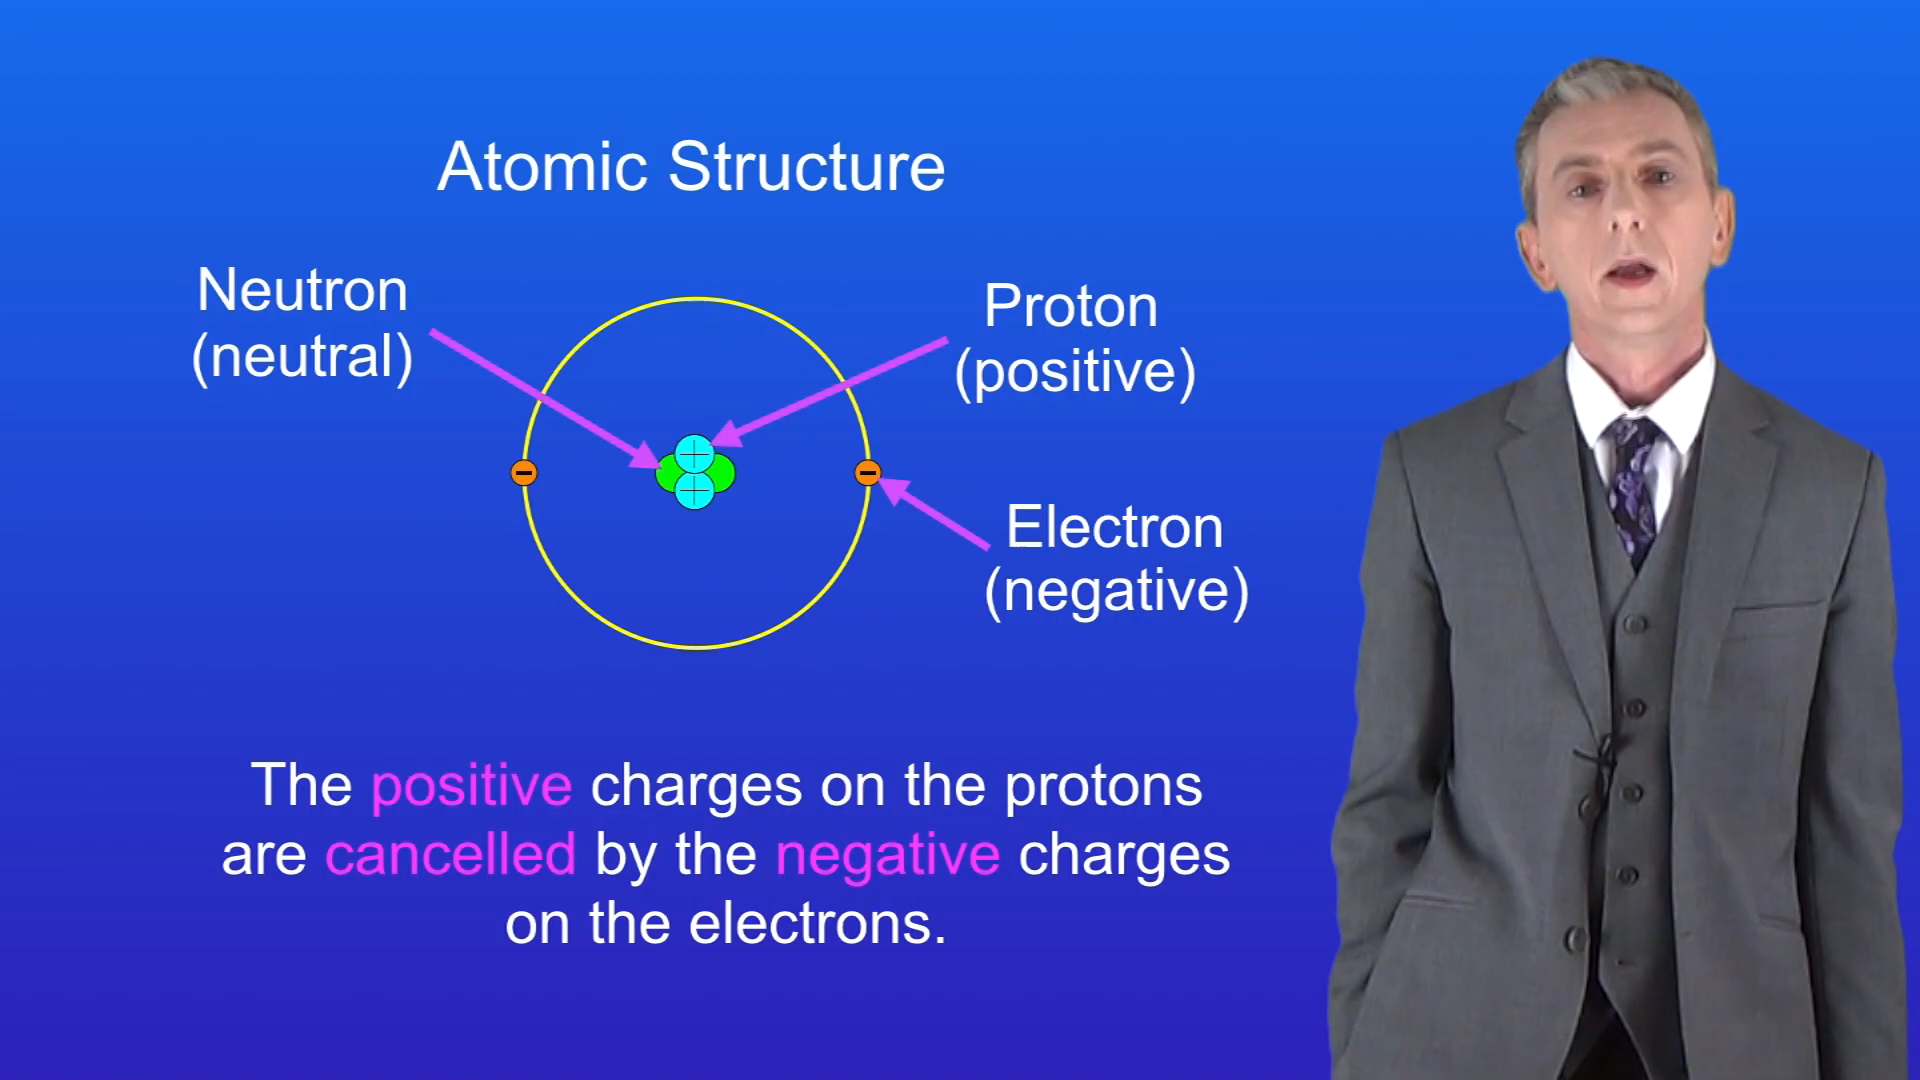 Atomic Structure
Neutron
(neutral)
Proton
(positive)
Electron
(negative)
The positive charges on the protons
are cancelled by the negative charges
on the electrons.